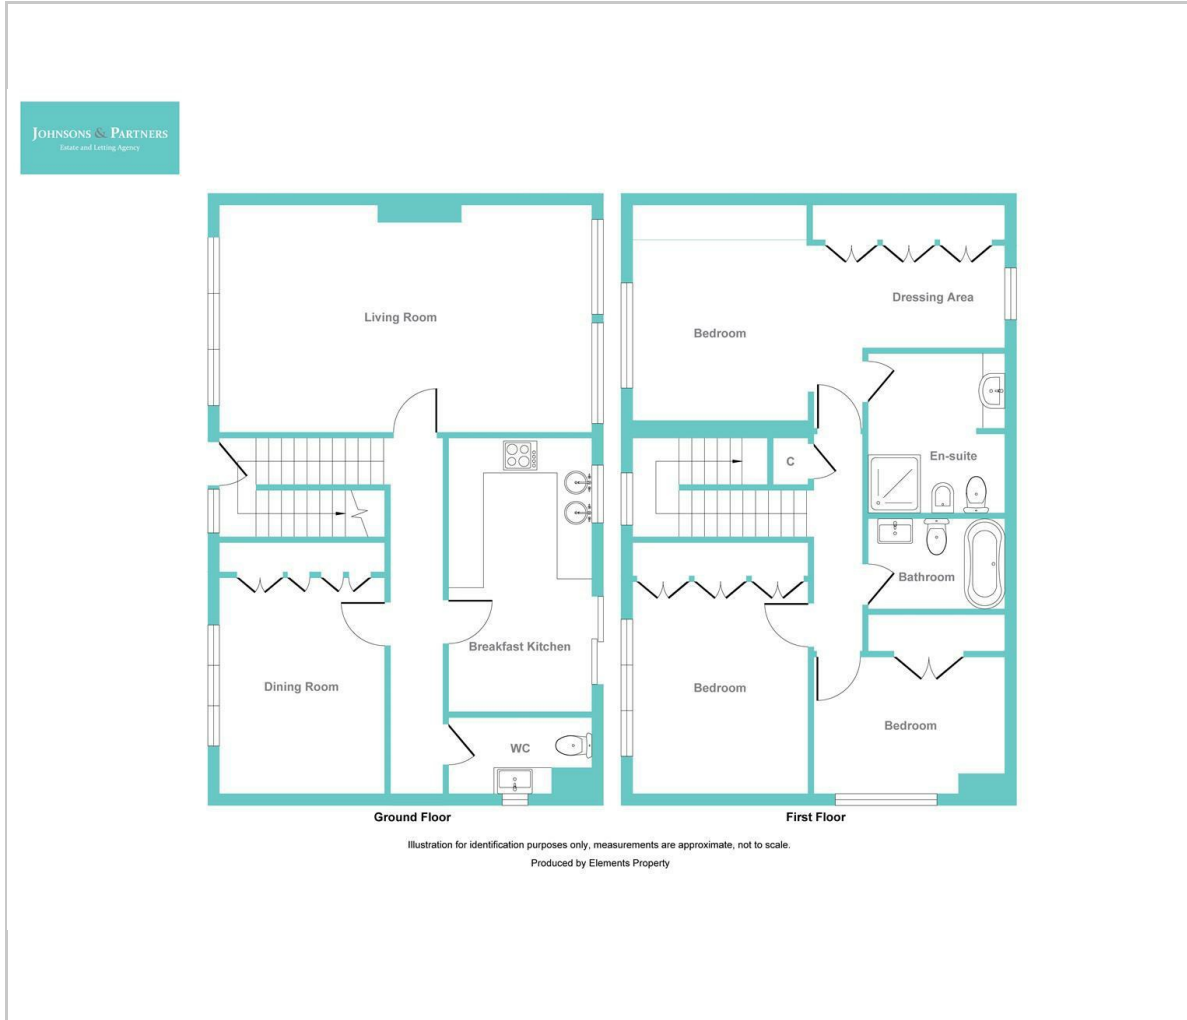 JOHNSONS & PARTNERS
Estate and Letting Agency
Living Room
Breakfast Kitchen
Dining Room
WC
Ground Floor
Dressing Area
Bedroom
C
En-suite
Bathroom
Bedroom
Bedroom
First Floor
Illustration for identification purposes only, measurements are approximate, not to scale.
Produced by Elements Property